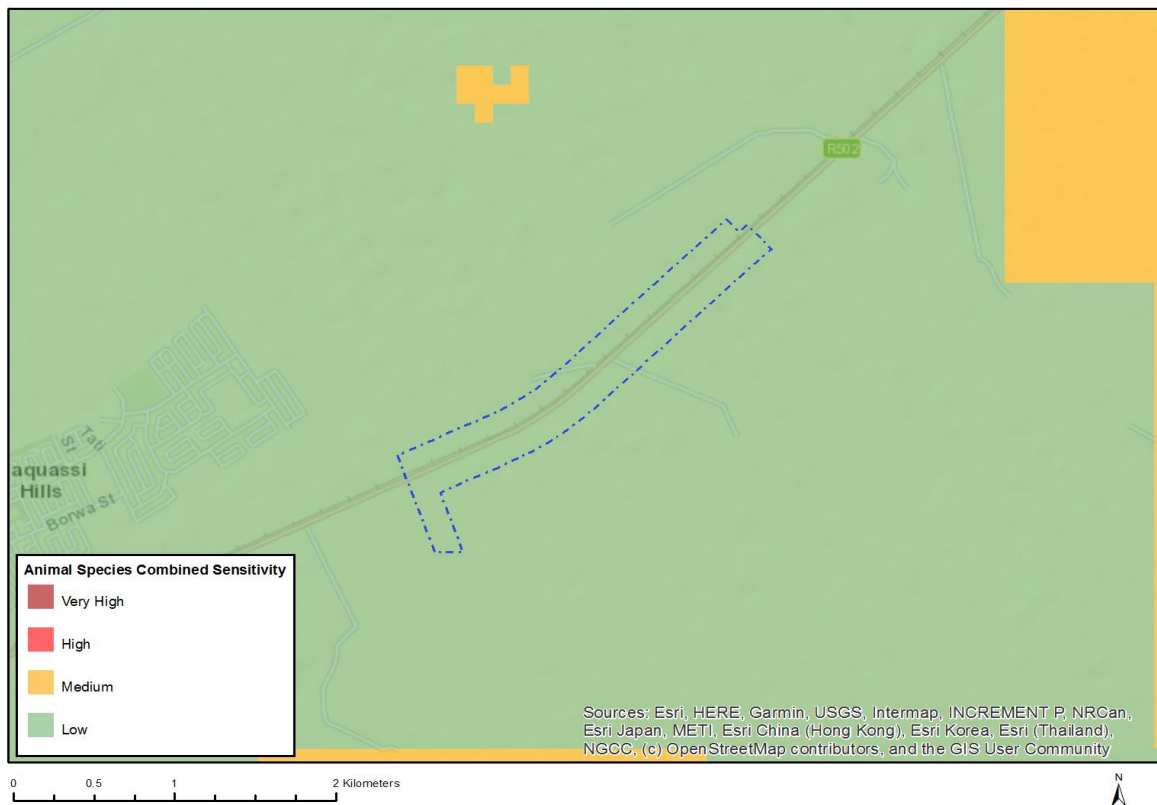 R502
Tati
St
aquassi
Hills
Borwa St
Animal Species Combined Sensitivity
Very High
High
Medium
Low
Sources: Esri, HERE, Garmin, USGS, Intermap, INCREMENT P, NRCan,
Esri Japan, METI, Esri China (Hong Kong), Esri Korea, Esri (Thailand),
NGCC, (c) OpenStreetMap contributors, and the GIS User Community
0 0.5 1 2 Kilometers
N